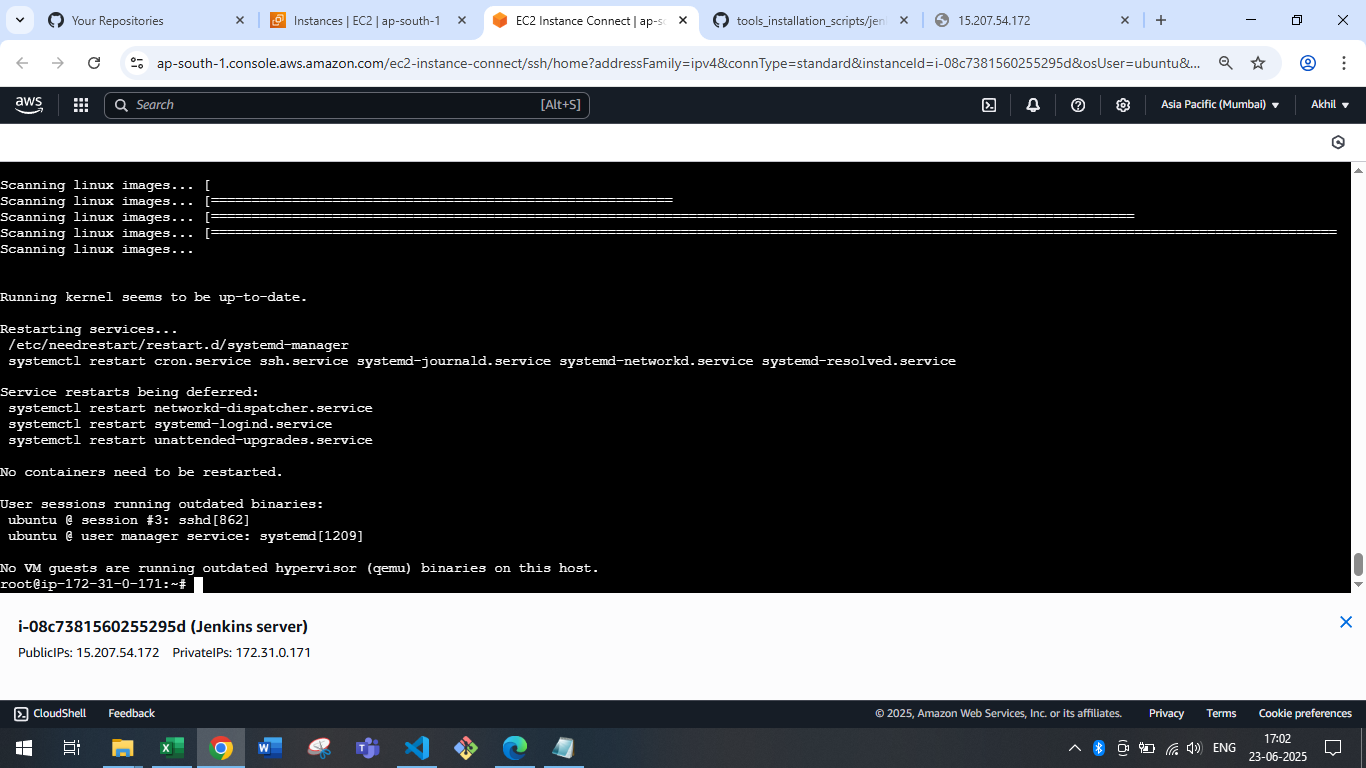 Your Repositories
Instances | EC2 | ap-south-1
EC2 Instance Connect | ap-s
tools_installation_scripts/jen
15.207.54.172
ap-south-1.console.aws.amazon.com/ec2-instance-connect/ssh/home?addressFamily=ipv4&connType=standard&instanceId=i-08c7381560255295d&osUser=ubuntu&...
aws
Search
[Alt+S]
Asia Pacific (Mumbai)
Akhil
Scanning linux images... [
Scanning linux images... [=========================================================
Scanning linux images... [==================================================================================================================
Scanning linux images... [===========================================================================================================================================
Scanning linux images...
Running kernel seems to be up-to-date.
Restarting services...
/etc/needrestart/restart.d/systemd-manager
systemctl restart cron.service ssh.service systemd-journald.service systemd-networkd.service systemd-resolved.service
Service restarts being deferred:
systemctl restart networkd-dispatcher.service
systemctl restart systemd-logind.service
systemctl restart unattended-upgrades.service
No containers need to be restarted.
User sessions running outdated binaries:
ubuntu @ session #3: sshd[862]
ubuntu @ user manager service: systemd[1209]
No VM guests are running outdated hypervisor (qemu) binaries on this host.
root@ip-172-31-0-171:~#
i-08c7381560255295d (Jenkins server)
PublicIPs: 15.207.54.172 PrivateIPs: 172.31.0.171
CloudShell Feedback © 2025, Amazon Web Services, Inc. or its affiliates. Privacy Terms Cookie preferences
ENG
17:02
23-06-2025